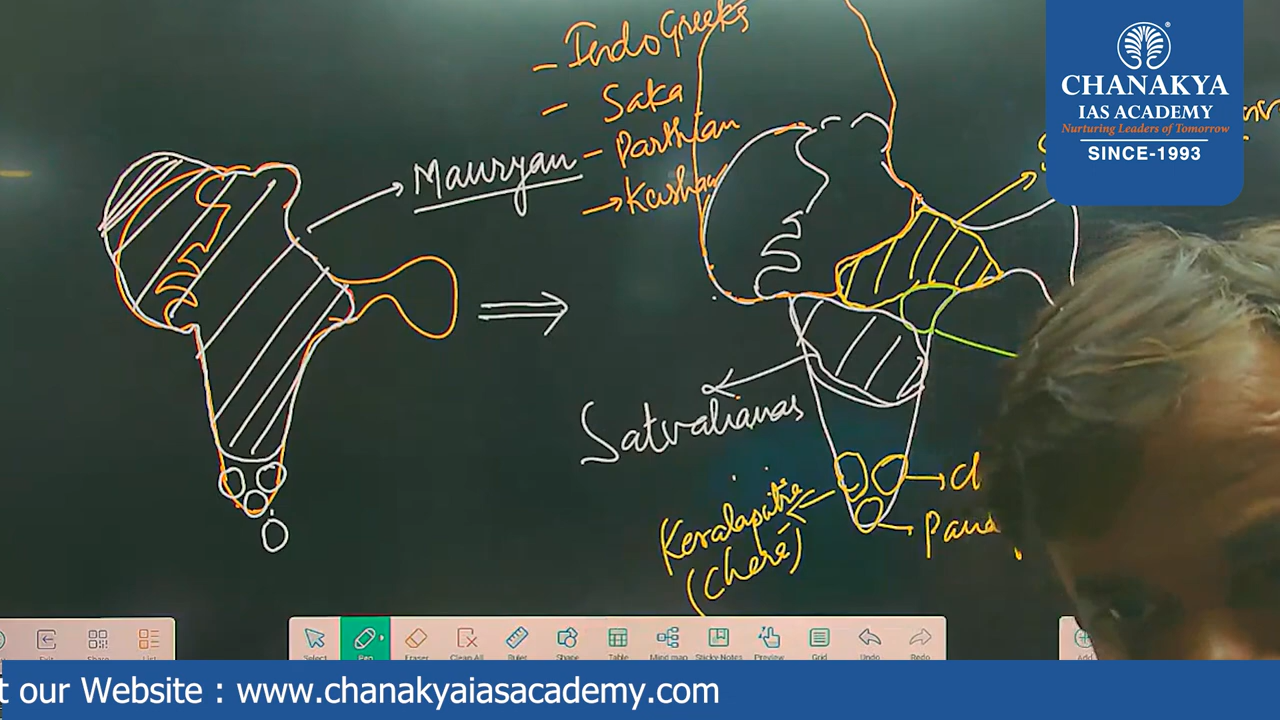 - Indo Greeks
- Saka
- Parthian
→ Kushan
Mauryan
Satvahanas
Keralaputra
(Chera)
CHANAKYA
IAS ACADEMY
Nurturing Leaders of Tomorrow
SINCE-1993
Select
Pen
Eraser
Clean All
Ruler
Shape
Table
Mind map
Sticky Notes
Preview
Grid
Undo
Redo
Share
List
t our Website : www.chanakyaiasacademy.com